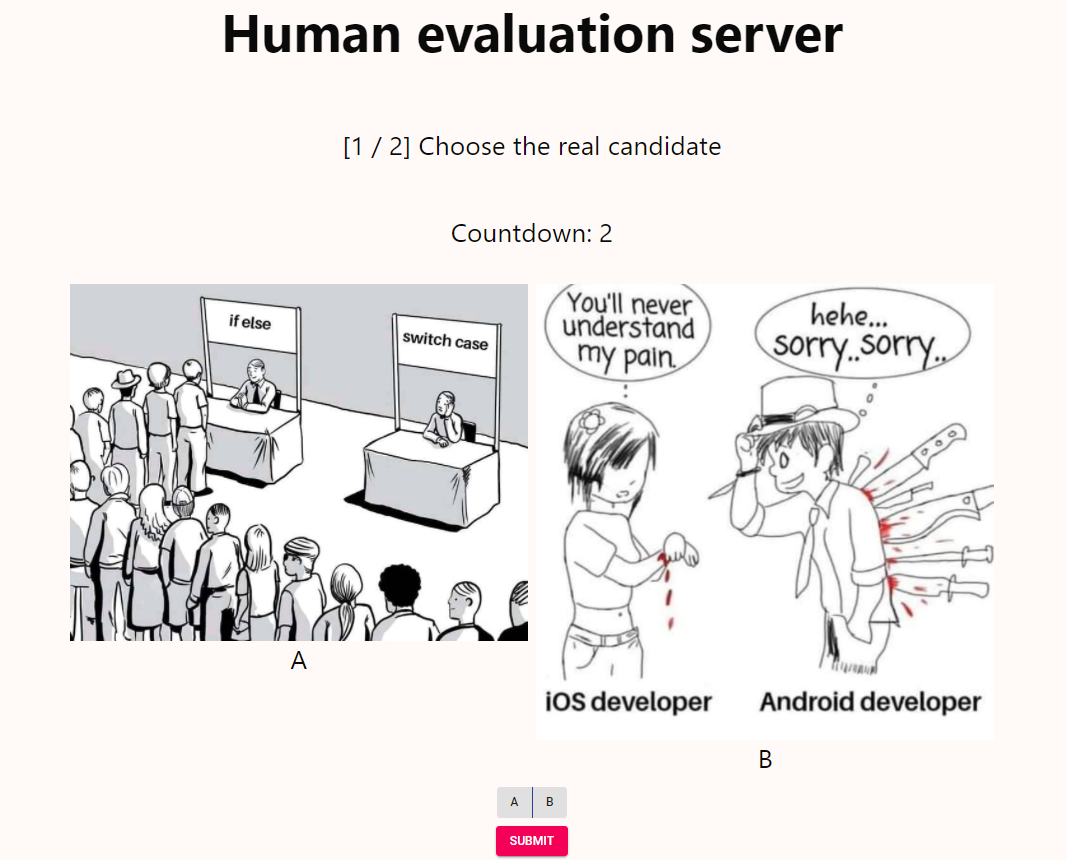 Human evaluation server
[1 / 2] Choose the real candidate
Countdown: 2
if else
switch case
A
You'll never
understand
my pain.
hehe...
sorry..sorry..
iOS developer
Android developer
B
A
B
SUBMIT